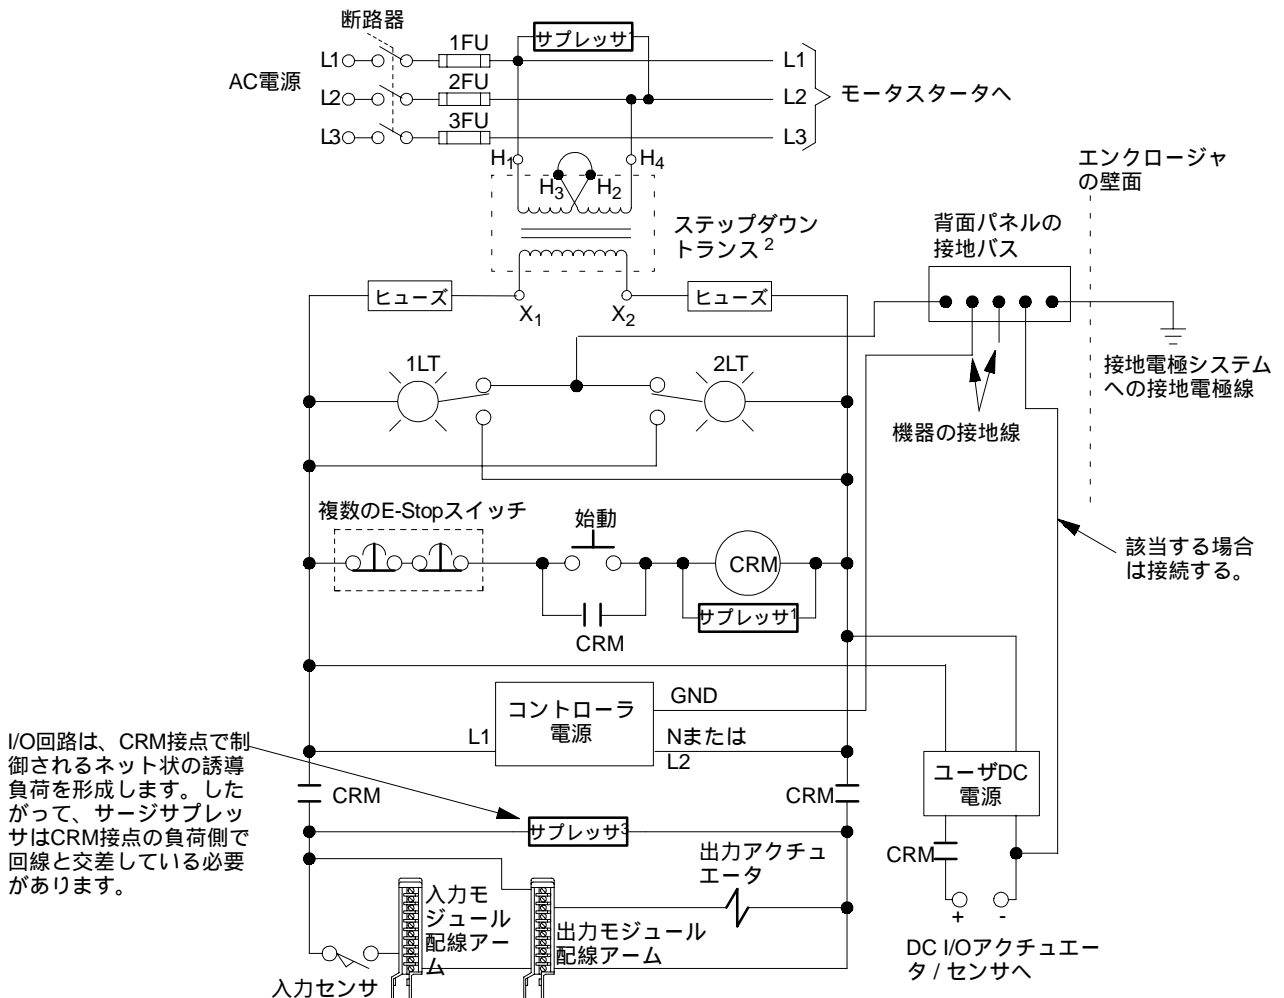 断路器
サプレッサ1
1FU
L1
L1
AC電源
2FU
L2
L2
モータスタータへ
3FU
L3
L3
H1
H4
H3
H2
エンクロージャ
の壁面
ステップダウン
トランス2
背面パネルの
接地バス
ヒューズ
ヒューズ
X1
X2
1LT
2LT
接地電極システム
への接地電極線
機器の接地線
複数のE-Stopスイッチ
始動
CRM
サプレッサ1
CRM
該当する場合
は接続する。
コントローラ
電源
GND
L1
Nまたは
L2
I/O回路は、CRM接点で制
御されるネット状の誘導
負荷を形成します。した
がって、サージサプレッ
サはCRM接点の負荷側で
回線と交差している必要
があります。
ユーザDC
電源
CRM
CRM
サプレッサ3
CRM
出力アクチュ
エータ
入力モ
ジュール
配線アー
ム
出力モジュール
配線アーム
+
-
DC I/Oアクチュエー
タ / センサへ
入力センサ